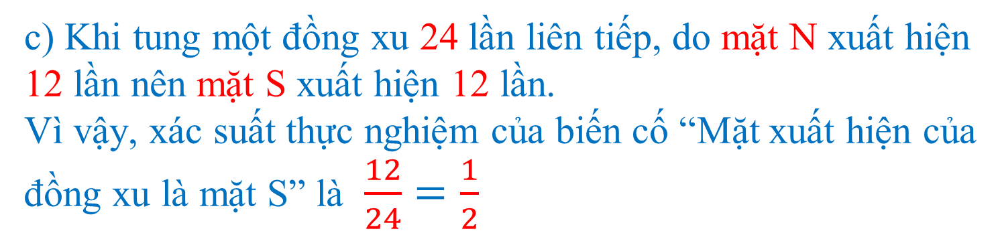 c) Khi tung một đồng xu 24 lần liên tiếp, do mặt N xuất hiện
12 lần nên mặt S xuất hiện 12 lần.
Vì vậy, xác suất thực nghiệm của biến cố “Mặt xuất hiện của
đồng xu là mặt S” là 12/24 = 1/2